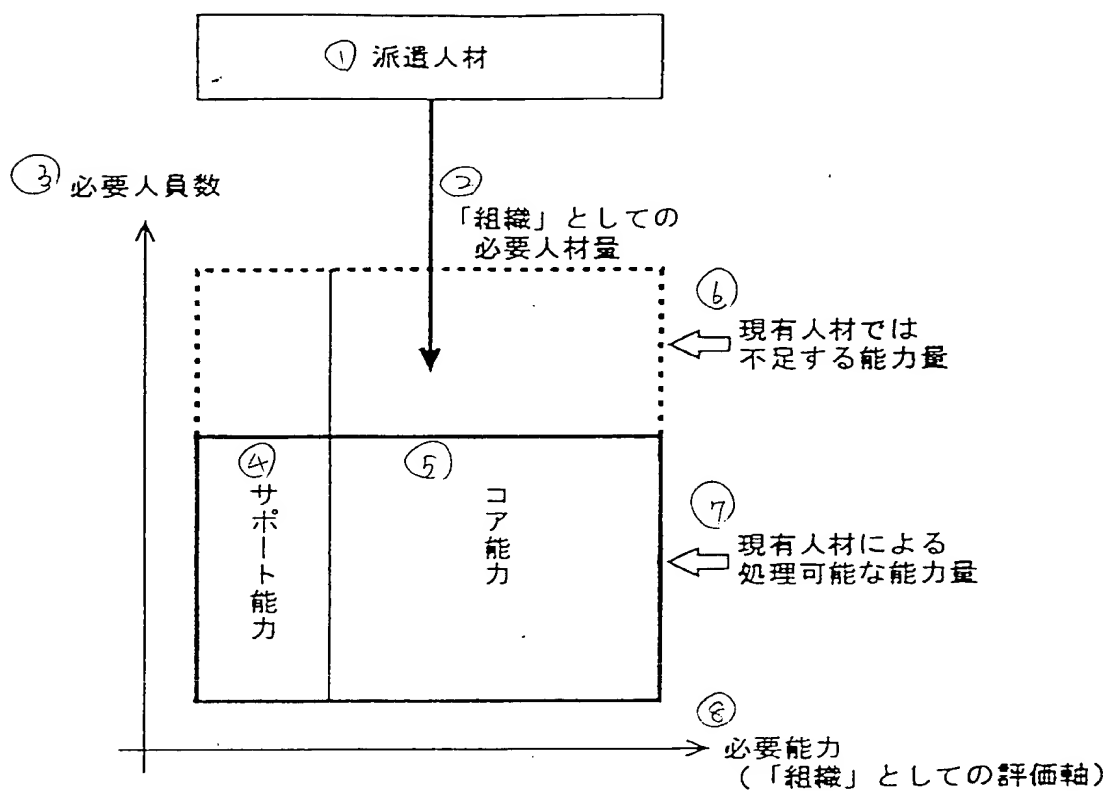 ① 派遣人材
③ 必要人員数
②
「組織」としての
必要人材量
⑥
現有人材では
不足する能力量
④
サポート能力
⑤
コア能力
⑦
現有人材による
処理可能な能力量
⑧
必要能力
(「組織」としての評価軸)